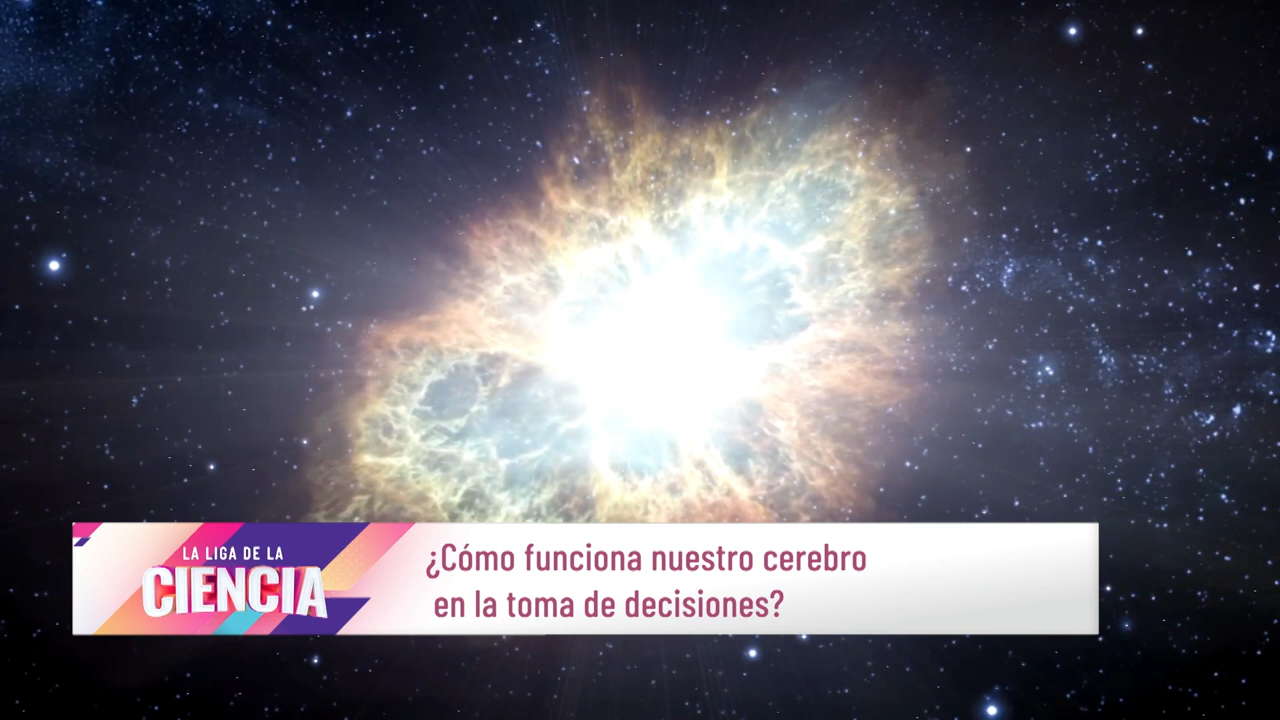 LA LIGA DE LA
CIENCIA
¿Cómo funciona nuestro cerebro
en la toma de decisiones?